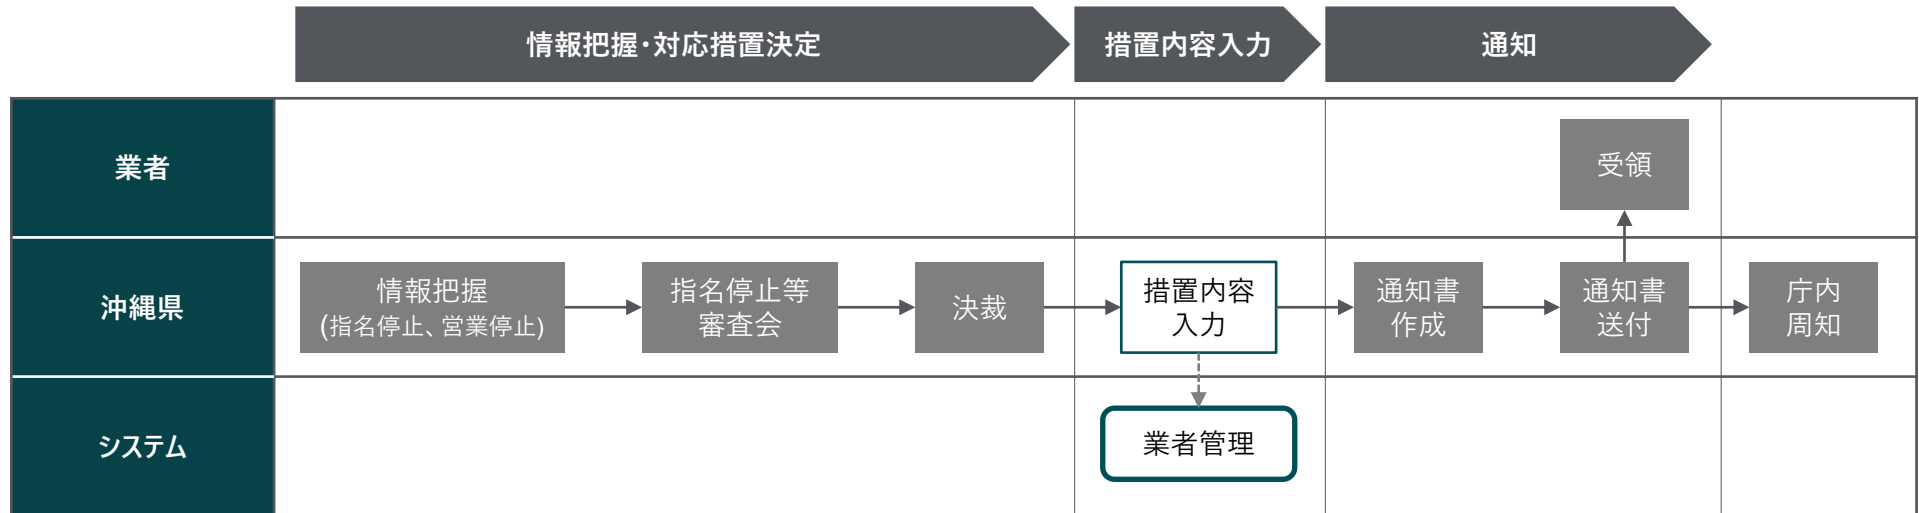 情報把握・対応措置決定
措置内容入力
通知
業者
受領
沖縄県
情報把握
(指名停止、営業停止)
指名停止等
審査会
決裁
措置内容
入力
通知書
作成
通知書
送付
庁内
周知
システム
業者管理